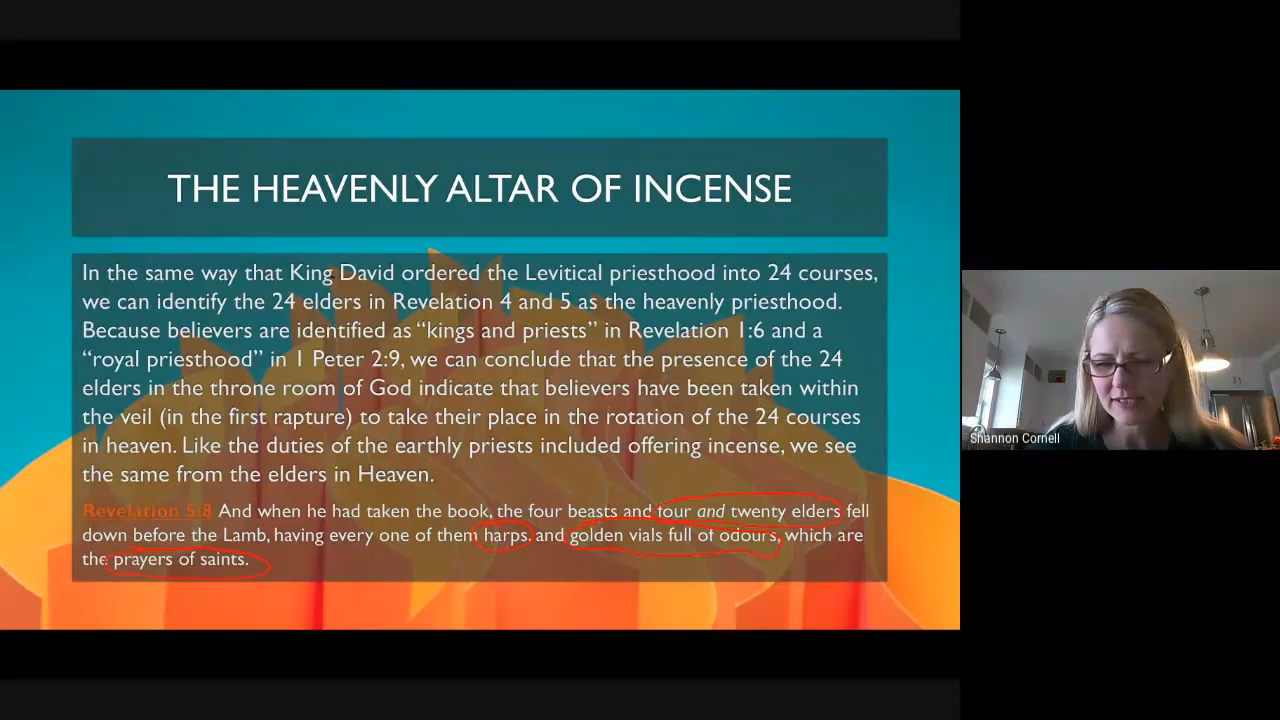 THE HEAVENLY ALTAR OF INCENSE
In the same way that King David ordered the Levitical priesthood into 24 courses,
we can identify the 24 elders in Revelation 4 and 5 as the heavenly priesthood.
Because believers are identified as “kings and priests” in Revelation 1:6 and a
“royal priesthood” in 1 Peter 2:9, we can conclude that the presence of the 24
elders in the throne room of God indicate that believers have been taken within
the veil (in the first rapture) to take their place in the rotation of the 24 courses
in heaven. Like the duties of the earthly priests included offering incense, we see
the same from the elders in Heaven.
Revelation 5:8 And when he had taken the book, the four beasts and four and twenty elders fell
down before the Lamb, having every one of them harps. and golden vials full of odours, which are
the prayers of saints.
Shannon Cornell